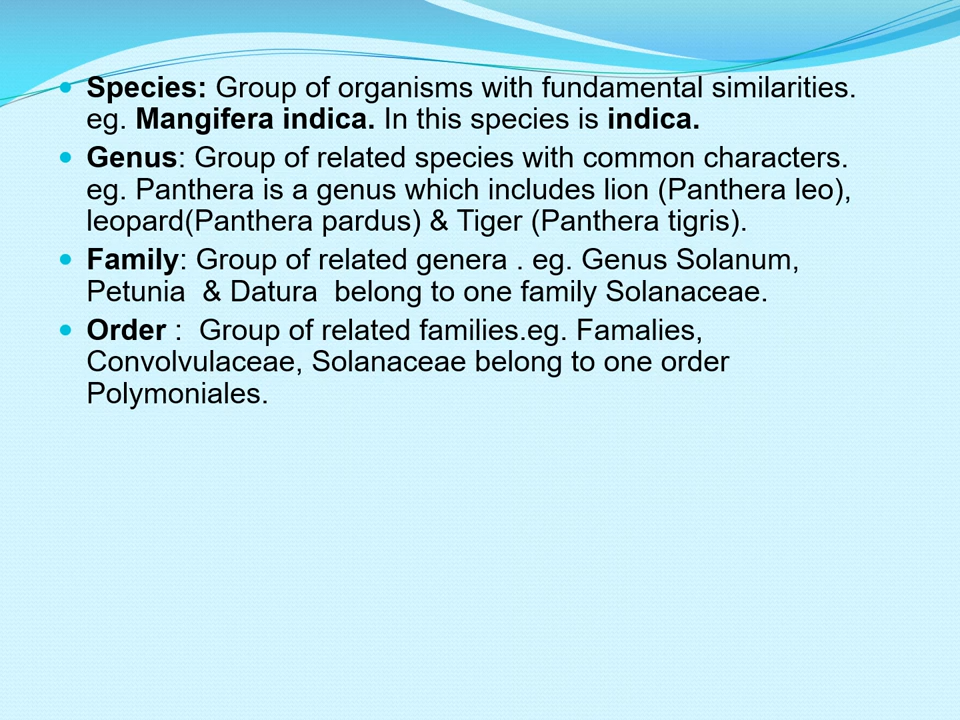 Species: Group of organisms with fundamental similarities.
eg. Mangifera indica. In this species is indica.
Genus: Group of related species with common characters.
eg. Panthera is a genus which includes lion (Panthera leo),
leopard(Panthera pardus) & Tiger (Panthera tigris).
Family: Group of related genera . eg. Genus Solanum,
Petunia  & Datura  belong to one family Solanaceae.
Order :  Group of related families.eg. Famalies,
Convolvulaceae, Solanaceae belong to one order
Polymoniales.